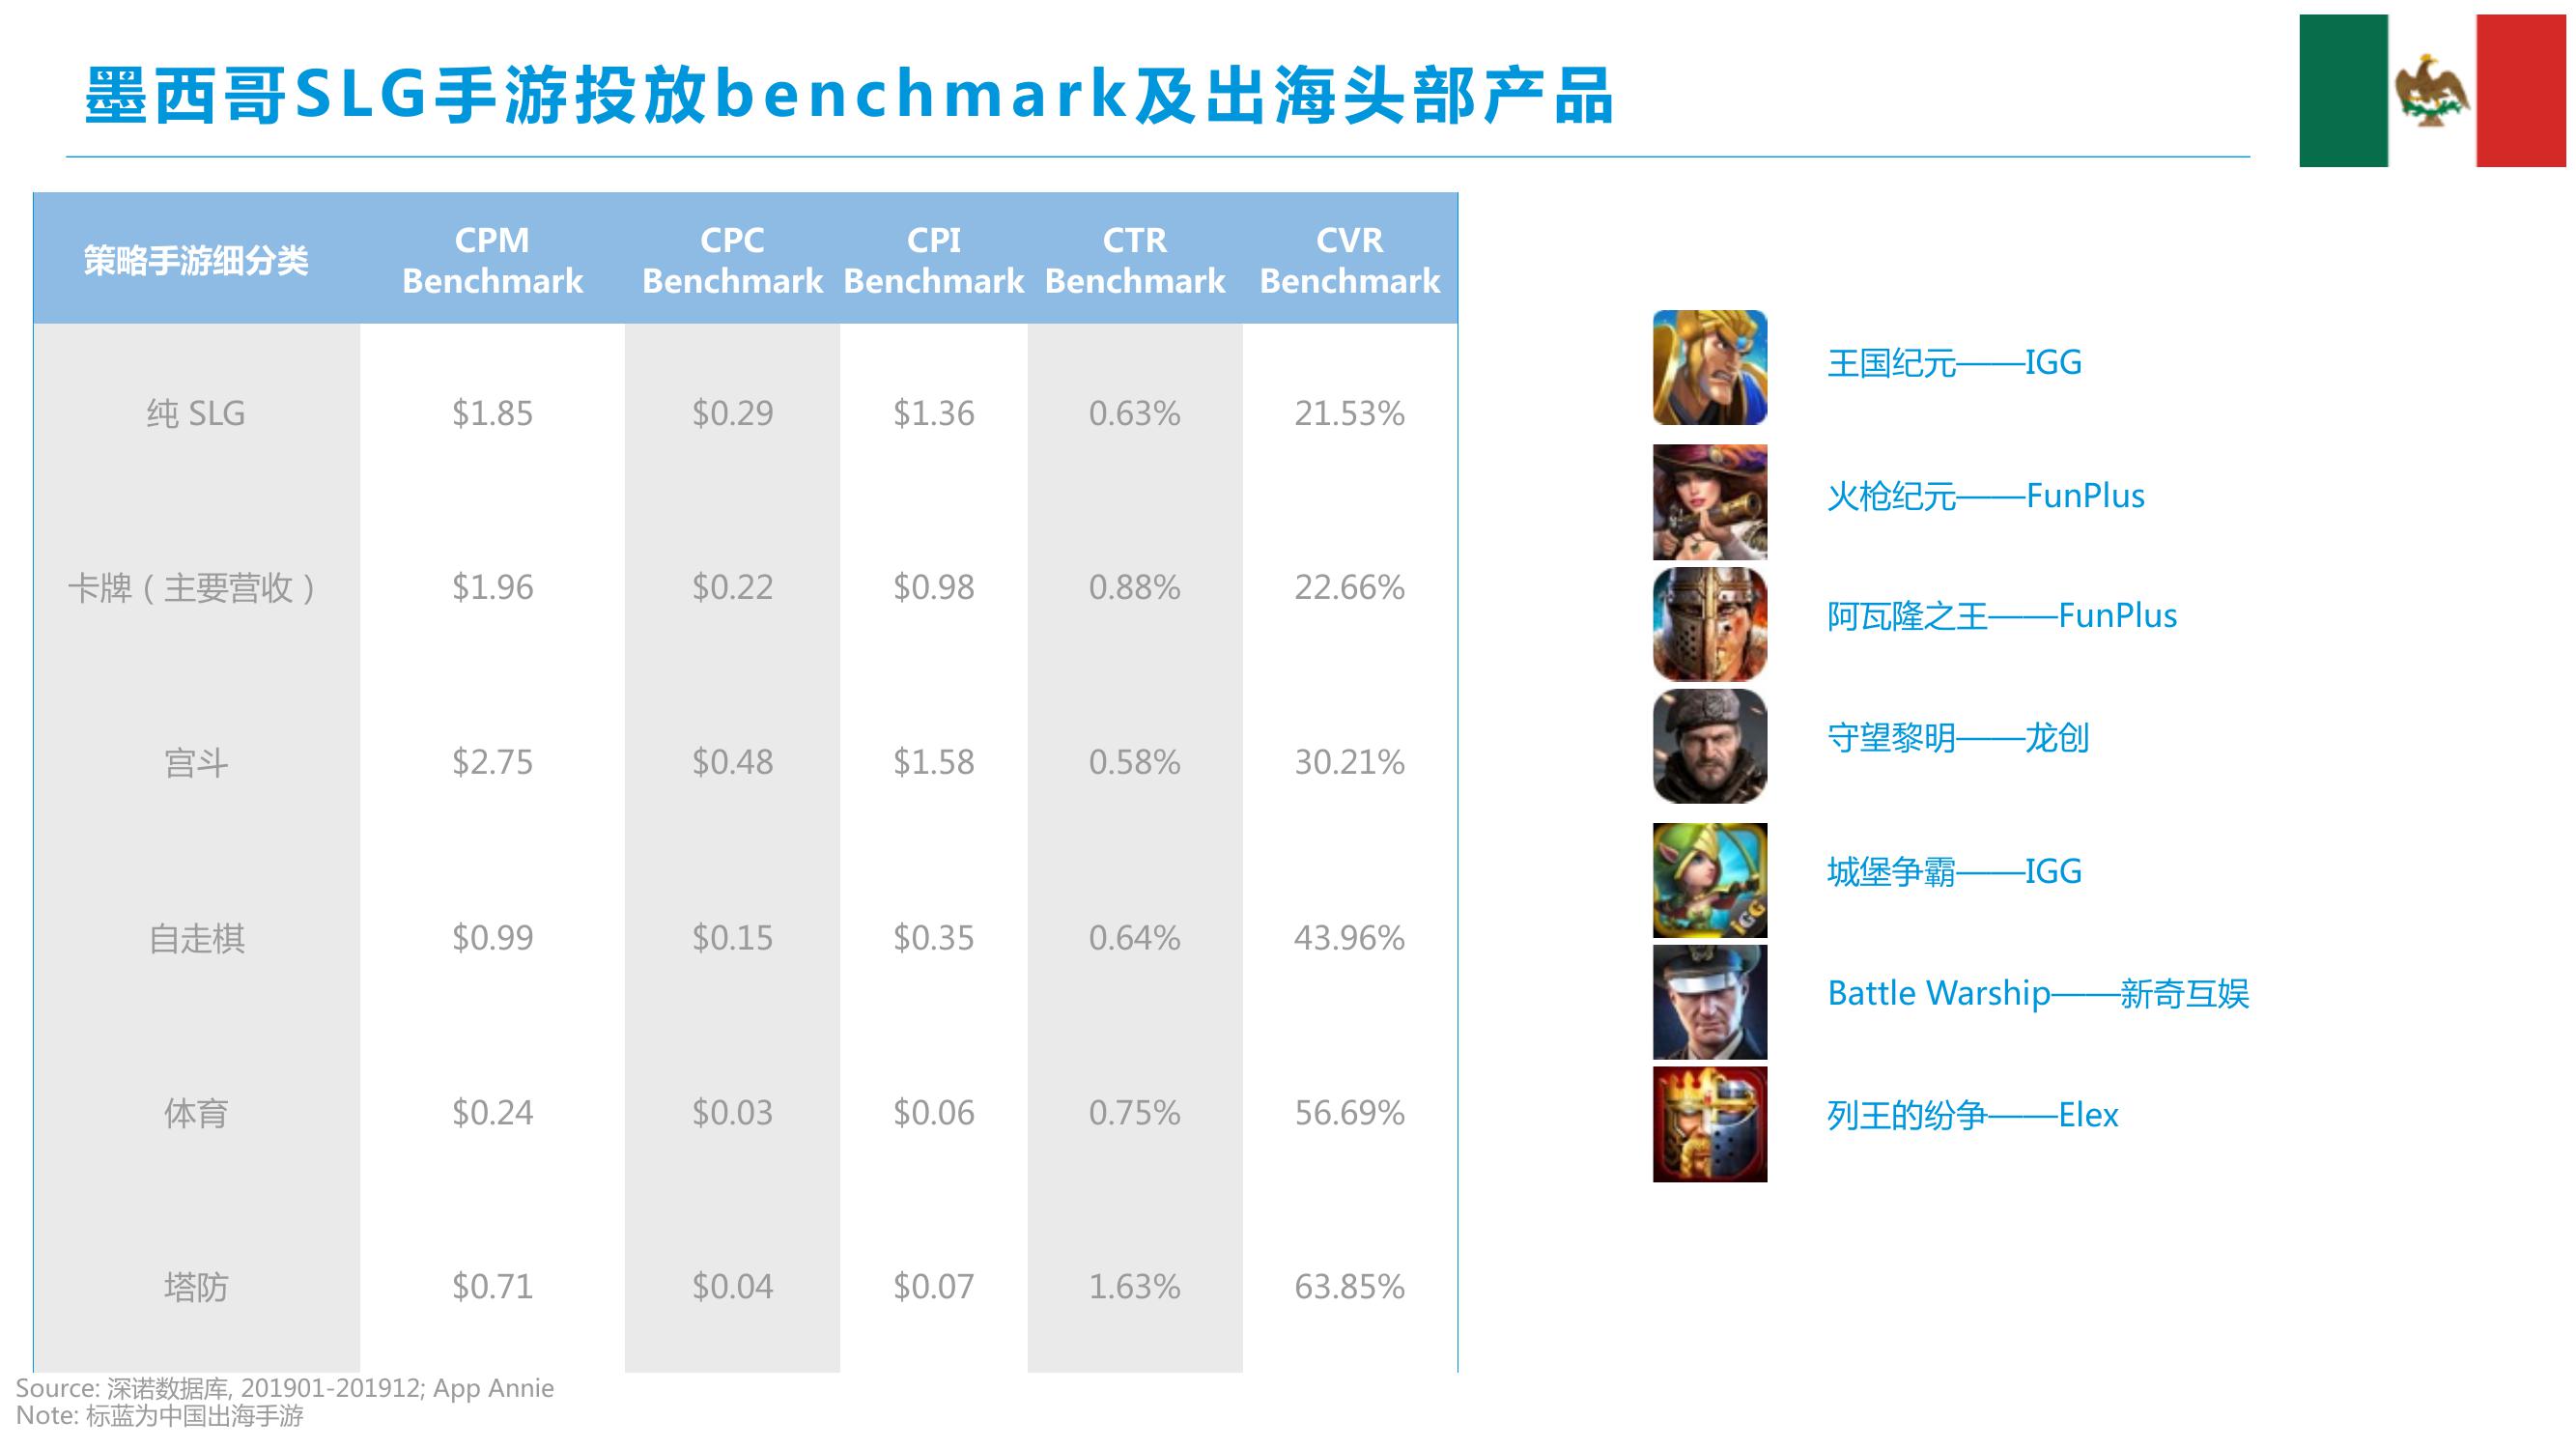 墨西哥SLG手游投放benchmark及出海头部产品
策略手游细分类 CPM Benchmark CPC Benchmark CPI Benchmark CTR Benchmark CVR Benchmark
纯 SLG $1.85 $0.29 $1.36 0.63% 21.53%
卡牌（主要营收） $1.96 $0.22 $0.98 0.88% 22.66%
宫斗 $2.75 $0.48 $1.58 0.58% 30.21%
自走棋 $0.99 $0.15 $0.35 0.64% 43.96%
体育 $0.24 $0.03 $0.06 0.75% 56.69%
塔防 $0.71 $0.04 $0.07 1.63% 63.85%
王国纪元——IGG
火枪纪元——FunPlus
阿瓦隆之王——FunPlus
守望黎明——龙创
城堡争霸——IGG
IGG
Battle Warship——新奇互娱
列王的纷争——Elex
Source: 深诺数据库, 201901-201912; App Annie
Note: 标蓝为中国出海手游